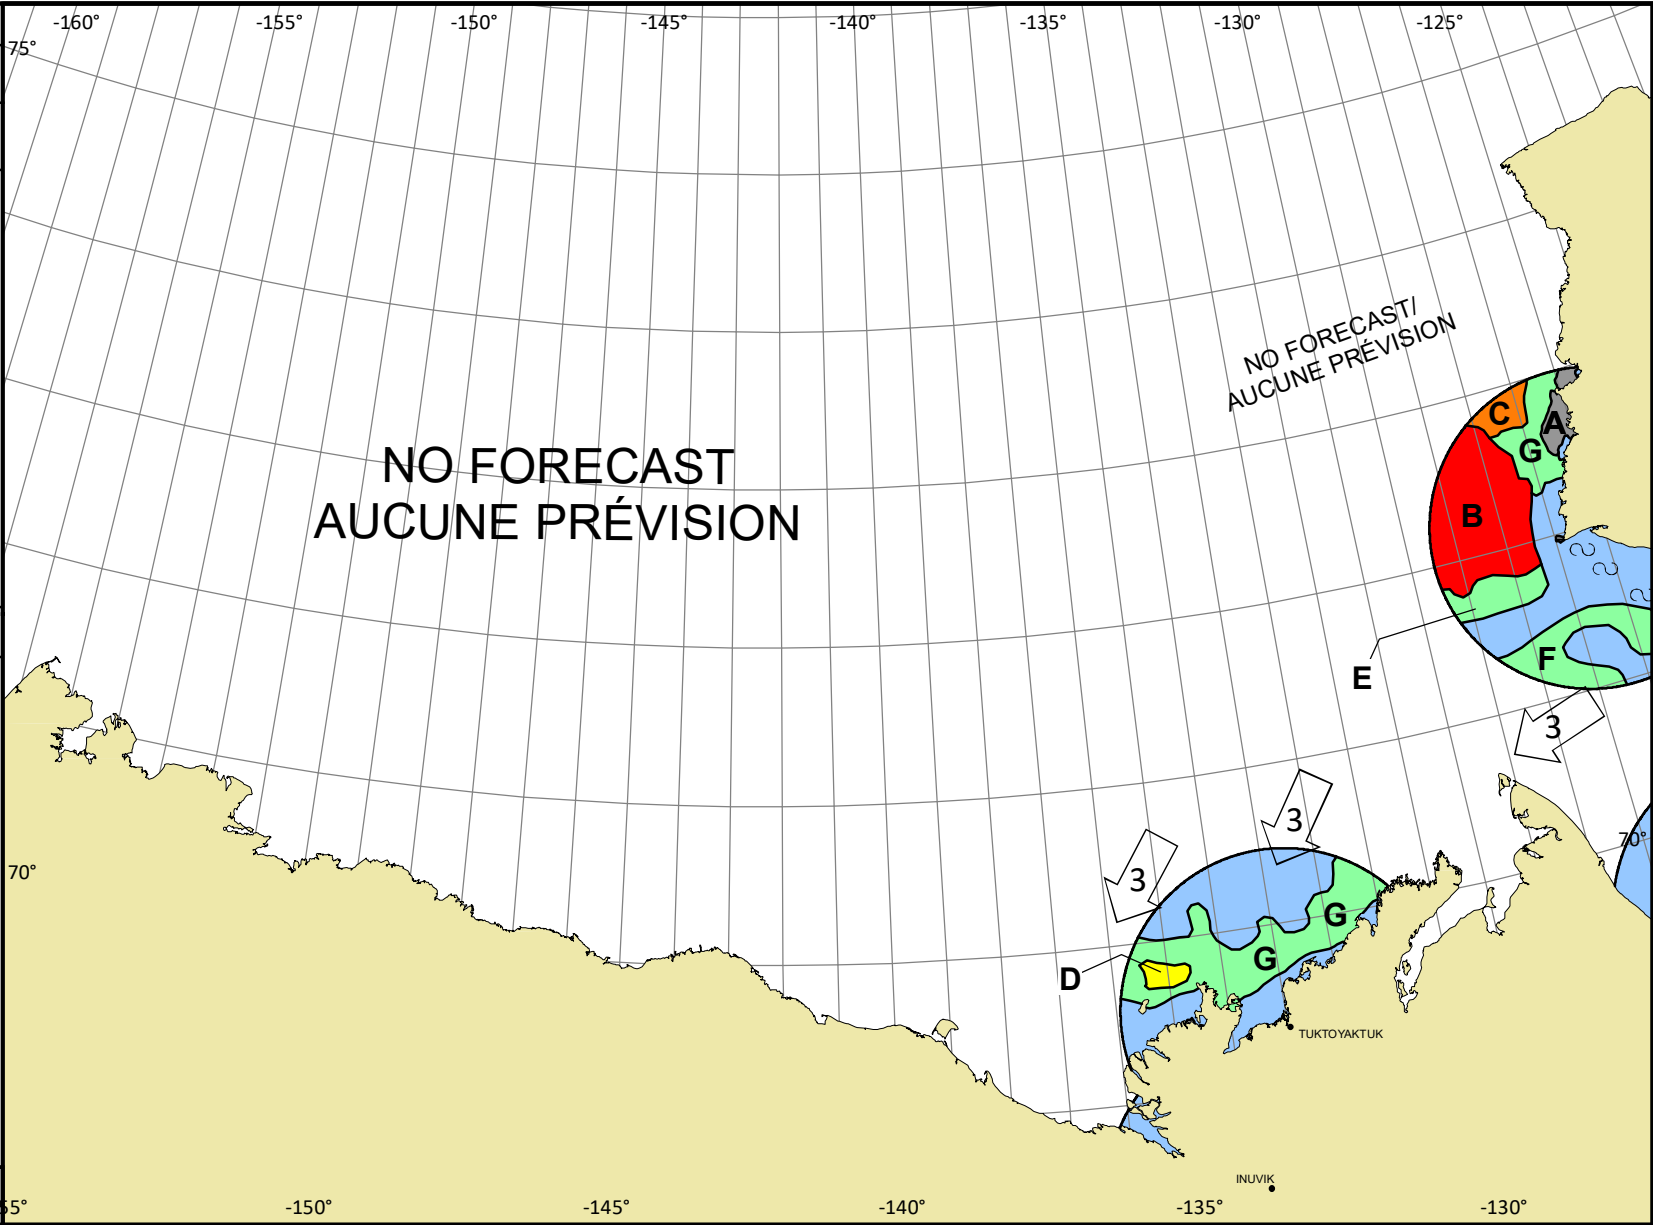 -160° -155° -150° -145° -140° -135° -130° -125°
75°
NO FORECAST/
AUCUNE PRÉVISION
C
A
G
NO FORECAST
AUCUNE PRÉVISION
B
E
F
3
3
3
70°
70°
G
G
D
TUKTOYAKTUK
INUVIK
55° -150° -145° -140° -135° -130°